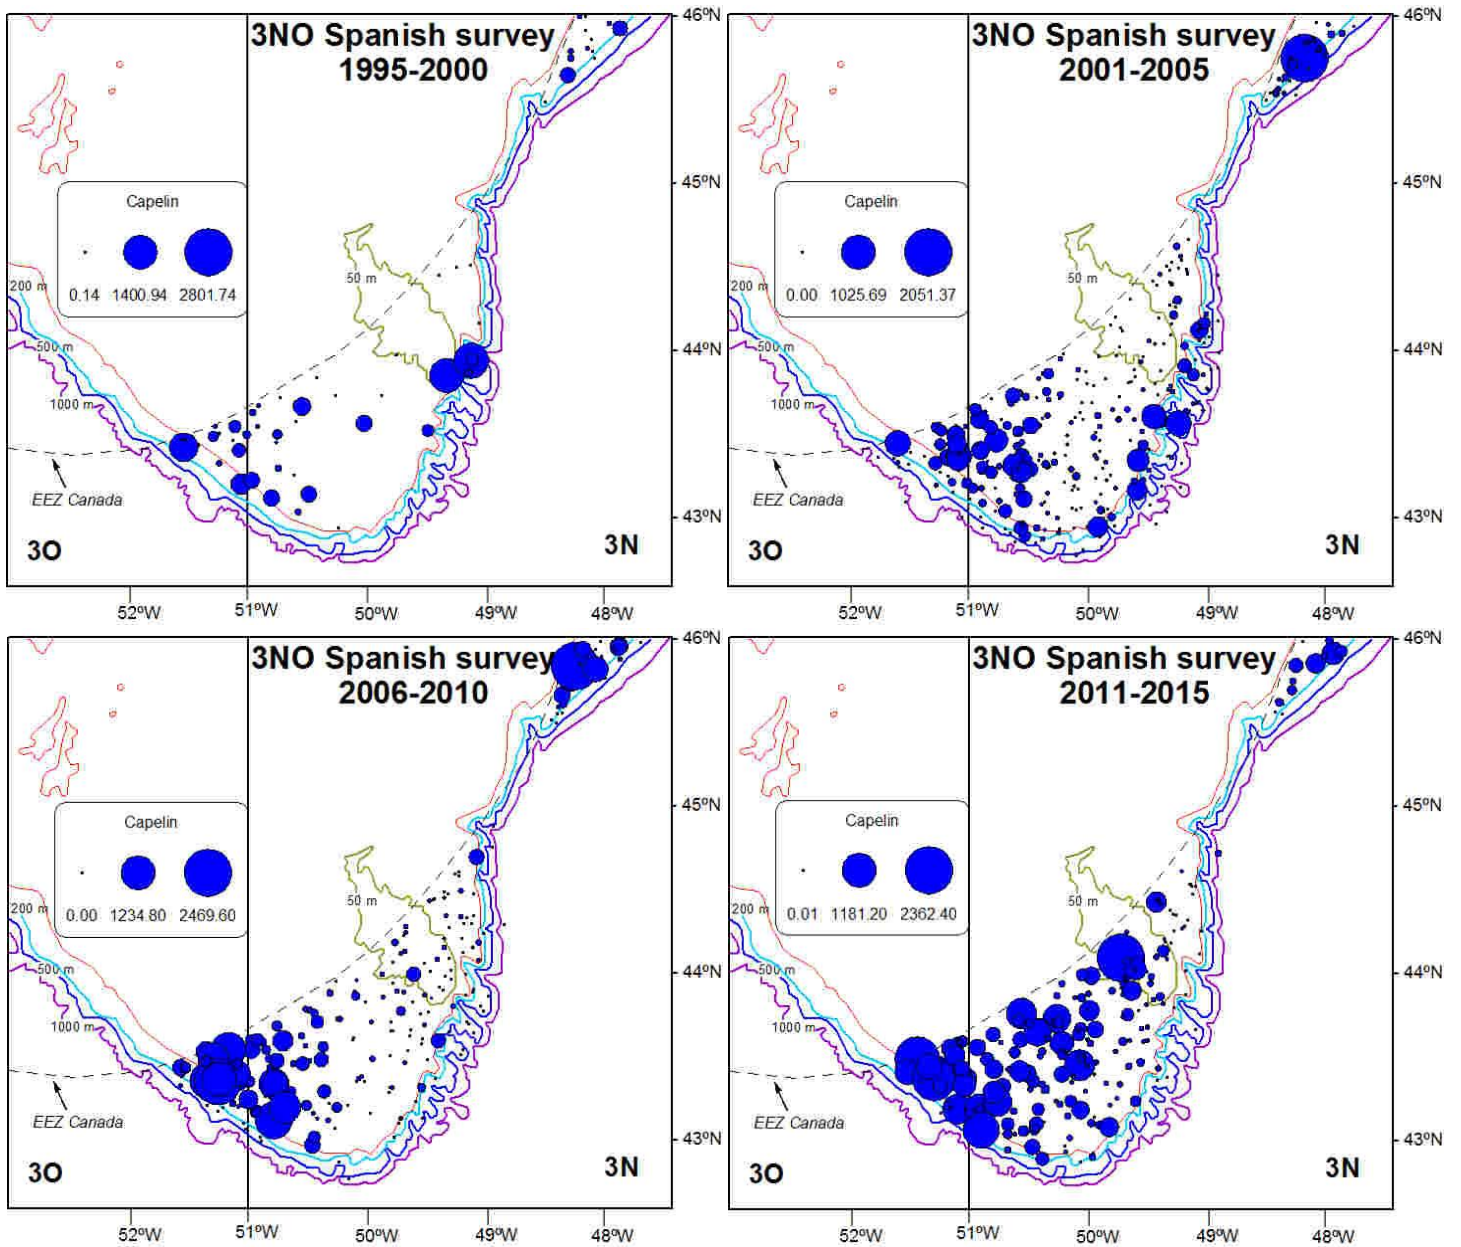 3NO Spanish survey
1995-2000
46ºN
45ºN
44ºN
43ºN
Capelin
0.14 1400.94 2801.74
50 m
200 m
500 m
1000 m
EEZ Canada
3O
3N
52ºW 51ºW 50ºW 49ºW 48ºW
3NO Spanish survey
2001-2005
46ºN
45ºN
44ºN
43ºN
Capelin
0.00 1025.69 2051.37
50 m
200 m
500 m
1000 m
EEZ Canada
3O
3N
52ºW 51ºW 50ºW 49ºW 48ºW
3NO Spanish survey
2006-2010
46ºN
45ºN
44ºN
43ºN
Capelin
0.00 1234.80 2469.60
50 m
200 m
500 m
1000 m
EEZ Canada
3O
3N
52ºW 51ºW 50ºW 49ºW 48ºW
3NO Spanish survey
2011-2015
46ºN
45ºN
44ºN
43ºN
Capelin
0.01 1181.20 2362.40
50 m
200 m
500 m
1000 m
EEZ Canada
3O
3N
52ºW 51ºW 50ºW 49ºW 48ºW